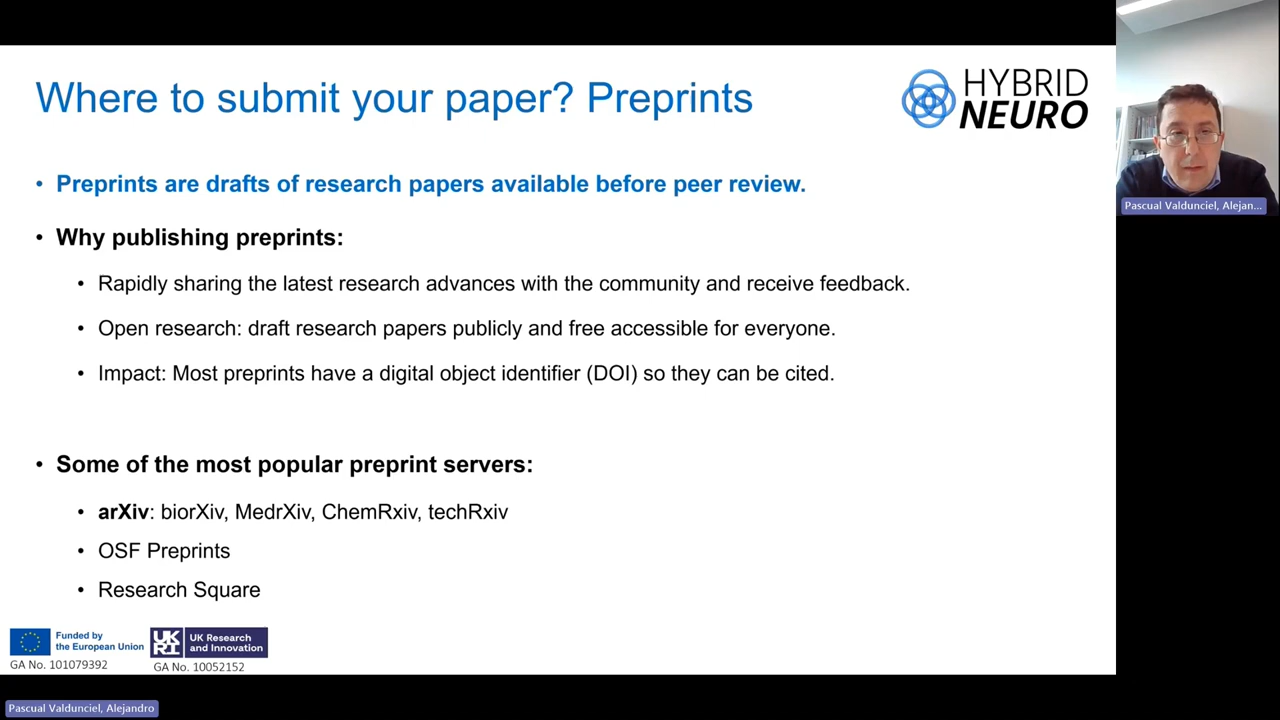 Where to submit your paper? Preprints
HYBRID
NEURO
• Preprints are drafts of research papers available before peer review.
• Why publishing preprints:
• Rapidly sharing the latest research advances with the community and receive feedback.
• Open research: draft research papers publicly and free accessible for everyone.
• Impact: Most preprints have a digital object identifier (DOI) so they can be cited.
• Some of the most popular preprint servers:
• arXiv: biorXiv, MedrXiv, ChemRxiv, techRxiv
• OSF Preprints
• Research Square
Funded by
the European Union
GA No. 101079392
UKRI
UK Research
and Innovation
GA No. 10052152
Pascual Valdunciel, Alejan...
Pascual Valdunciel, Alejandro